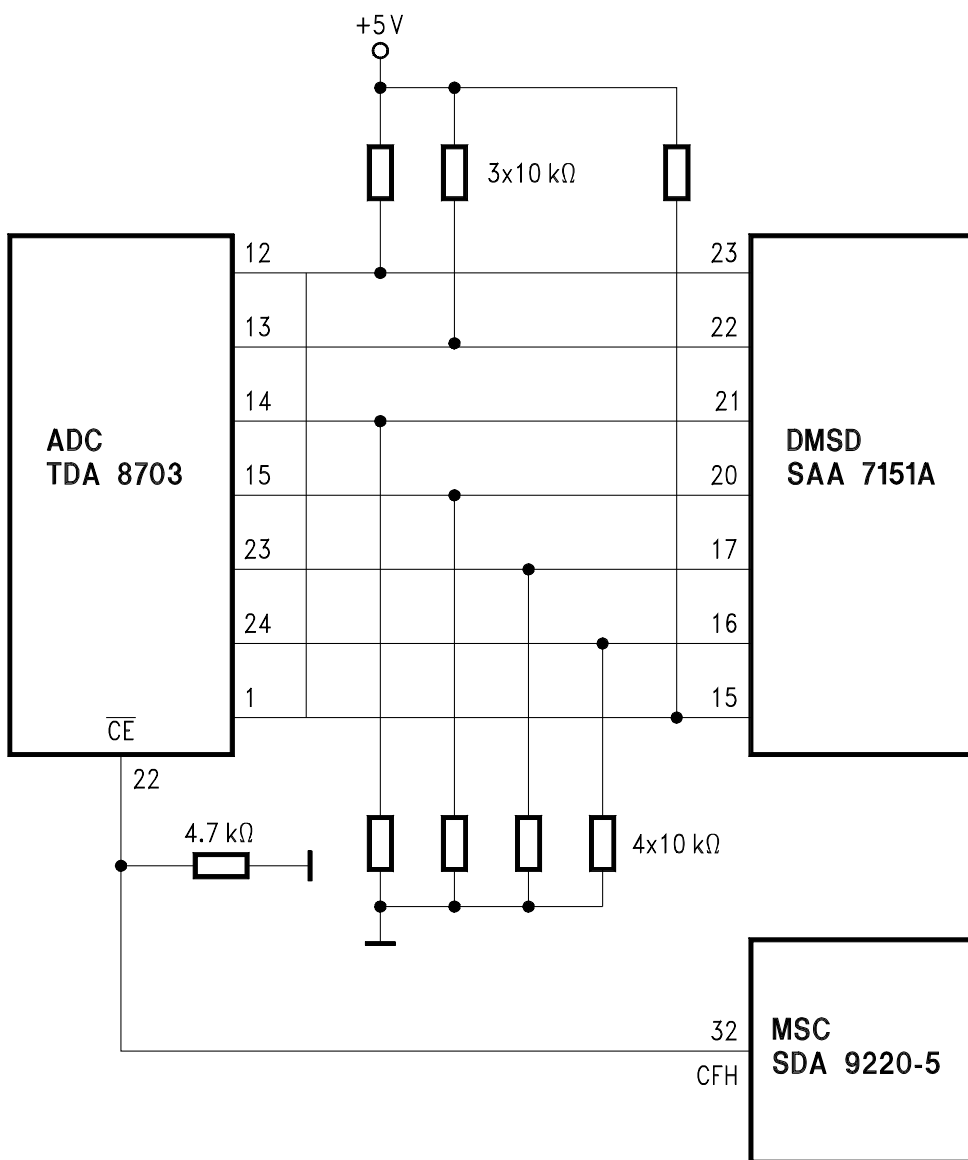 +5V
3x10 kΩ
12
23
13
22
14
21
ADC
TDA 8703
DMSD
SAA 7151A
15
20
23
17
24
16
1
15
CE
22
4.7 kΩ
4x10 kΩ
32
CFH
MSC
SDA 9220-5